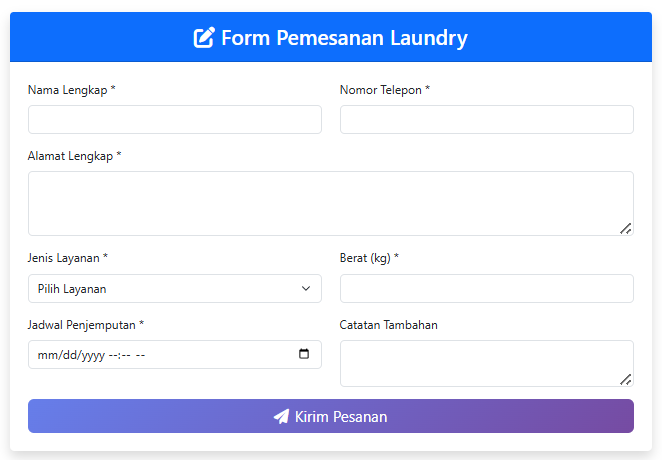 Form Pemesanan Laundry
Nama Lengkap *
Nomor Telepon *
Alamat Lengkap *
Jenis Layanan *
Berat (kg) *
Pilih Layanan
Jadwal Penjemputan *
Catatan Tambahan
mm/dd/yyyy --:-- --
Kirim Pesanan